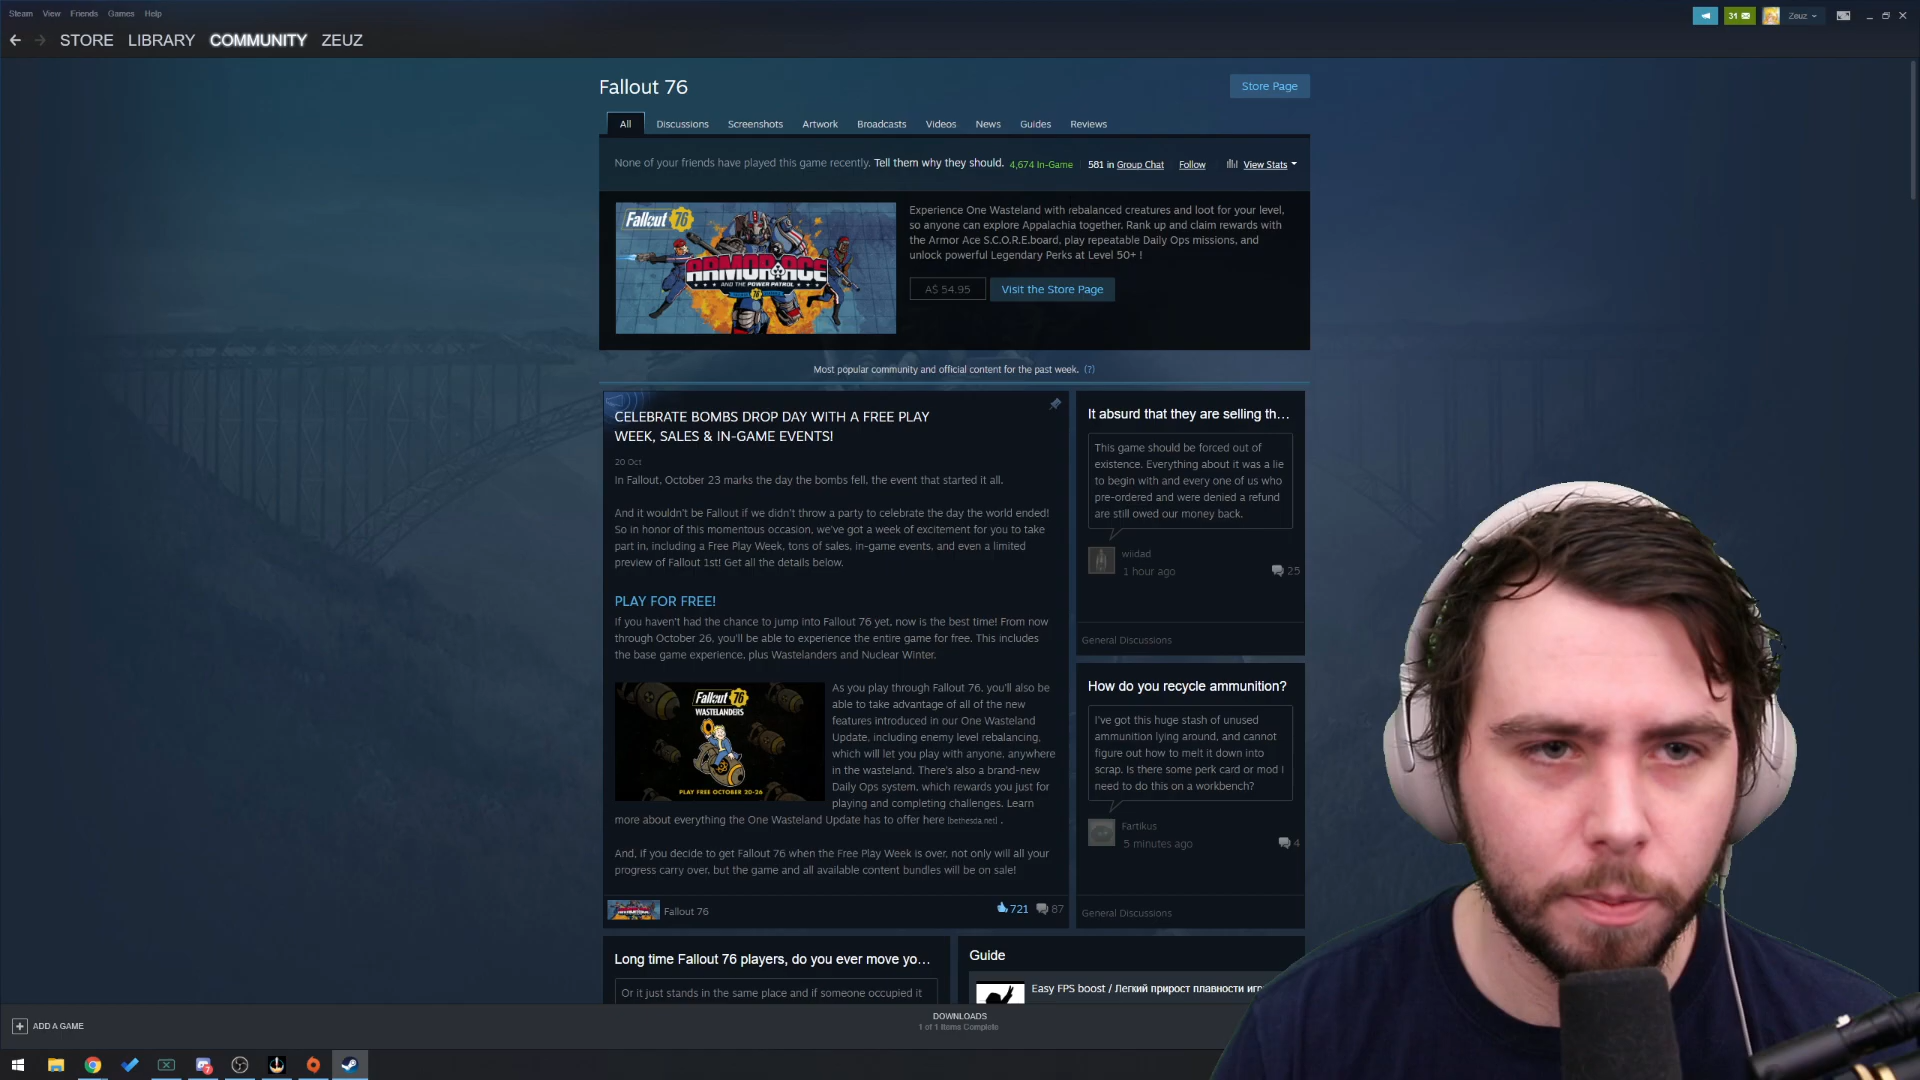 Steam View Friends Games Help
31 Zeuz
STORE LIBRARY COMMUNITY ZEUZ
Fallout 76
Store Page
All Discussions Screenshots Artwork Broadcasts Videos News Guides Reviews
None of your friends have played this game recently. Tell them why they should. 4,674 In-Game 581 in Group Chat Follow View Stats
Fallout 76
ARMOR ACE
AND THE POWER PATROL
Experience One Wasteland with rebalanced creatures and loot for your level,
so anyone can explore Appalachia together. Rank up and claim rewards with
the Armor Ace S.C.O.R.E.board, play repeatable Daily Ops missions, and
unlock powerful Legendary Perks at Level 50+ !
A$ 54.95 Visit the Store Page
Most popular community and official content for the past week. (?)
CELEBRATE BOMBS DROP DAY WITH A FREE PLAY
WEEK, SALES & IN-GAME EVENTS!
20 Oct
In Fallout, October 23 marks the day the bombs fell, the event that started it all.
And it wouldn't be Fallout if we didn't throw a party to celebrate the day the world ended!
So in honor of this momentous occasion, we've got a week of excitement for you to take
part in, including a Free Play Week, tons of sales, in-game events, and even a limited
preview of Fallout 1st! Get all the details below.
PLAY FOR FREE!
If you haven't had the chance to jump into Fallout 76 yet, now is the best time! From now
through October 26, you'll be able to experience the entire game for free. This includes
the base game experience, plus Wastelanders and Nuclear Winter.
Fallout 76
WASTELANDERS
PLAY FREE OCTOBER 20-26
As you play through Fallout 76, you'll also be
able to take advantage of all of the new
features introduced in our One Wasteland
Update, including enemy level rebalancing,
which will let you play with anyone, anywhere
in the wasteland. There's also a brand-new
Daily Ops system, which rewards you just for
playing and completing challenges. Learn
more about everything the One Wasteland Update has to offer here [bethesda.net] .
And, if you decide to get Fallout 76 when the Free Play Week is over, not only will all your
progress carry over, but the game and all available content bundles will be on sale!
Fallout 76 721 87
It absurd that they are selling th...
This game should be forced out of
existence. Everything about it was a lie
to begin with and every one of us who
pre-ordered and were denied a refund
are still owed our money back.
wiidad
1 hour ago 25
General Discussions
How do you recycle ammunition?
I've got this huge stash of unused
ammunition lying around, and cannot
figure out how to melt it down into
scrap. Is there some perk card or mod I
need to do this on a workbench?
Fartikus
5 minutes ago 4
General Discussions
Long time Fallout 76 players, do you ever move yo...
Or it just stands in the same place and if someone occupied it
Guide
Easy FPS boost / Легкий прирост плавности игр
ADD A GAME
DOWNLOADS
1 of 1 Items Complete